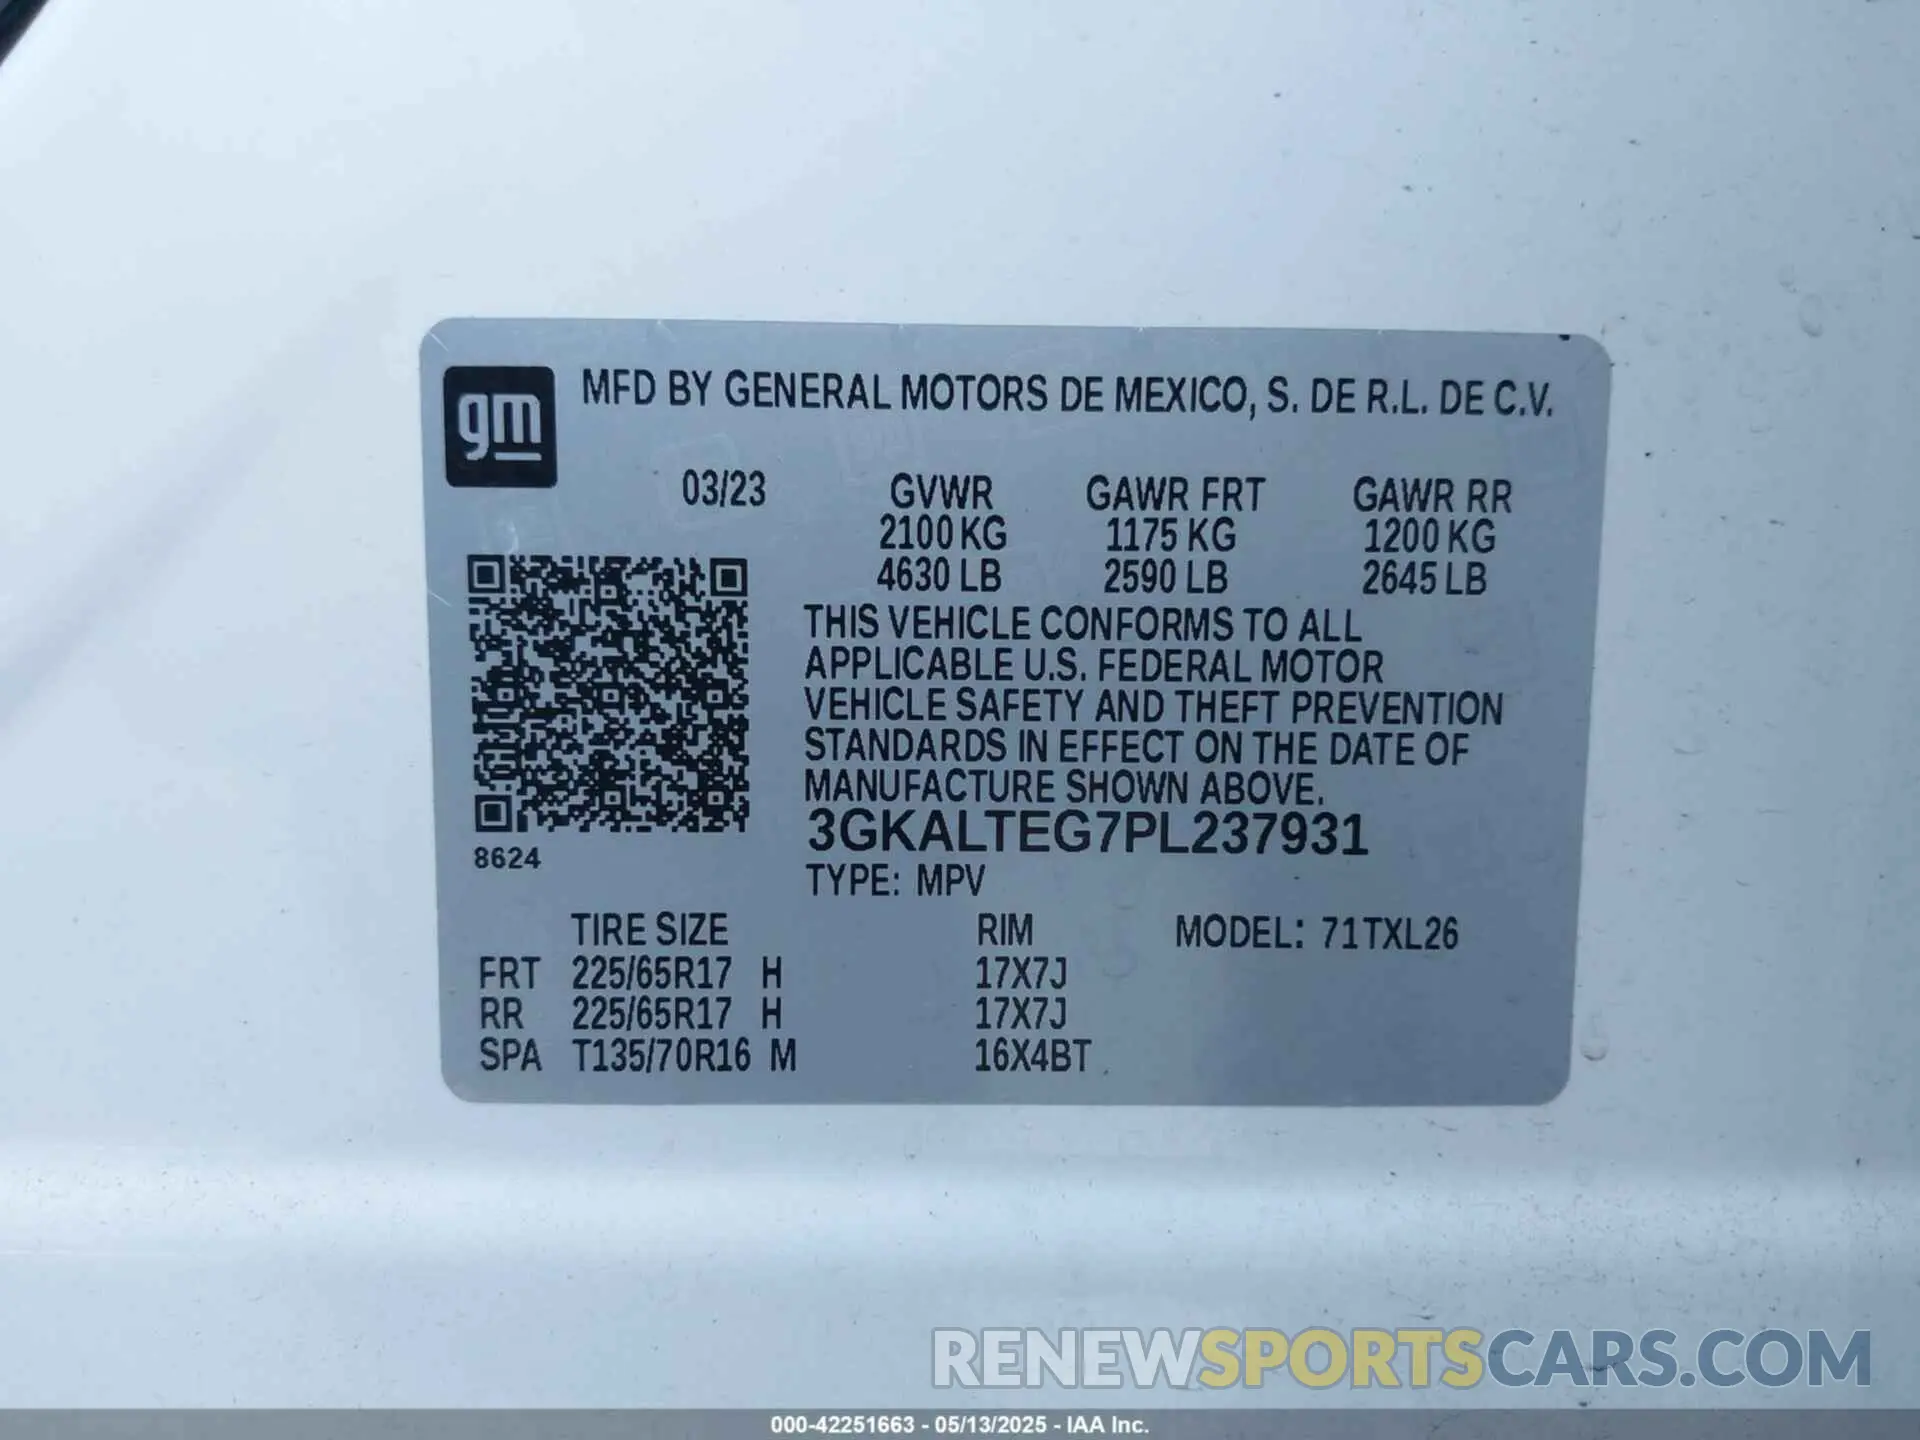 gm
MFD BY GENERAL MOTORS DE MEXICO, S. DE R.L. DE C.V.
03/23 GVWR GAWR FRT GAWR RR
2100 KG 1175 KG 1200 KG
4630 LB 2590 LB 2645 LB
THIS VEHICLE CONFORMS TO ALL
APPLICABLE U.S. FEDERAL MOTOR
VEHICLE SAFETY AND THEFT PREVENTION
STANDARDS IN EFFECT ON THE DATE OF
MANUFACTURE SHOWN ABOVE.
3GKALTEG7PL237931
8624
TYPE: MPV
TIRE SIZE RIM MODEL: 71TXL26
FRT 225/65R17 H 17X7J
RR 225/65R17 H 17X7J
SPA T135/70R16 M 16X4BT
RENEWSPORTSCARS.COM
000-42251663 - 05/13/2025 - IAA Inc.